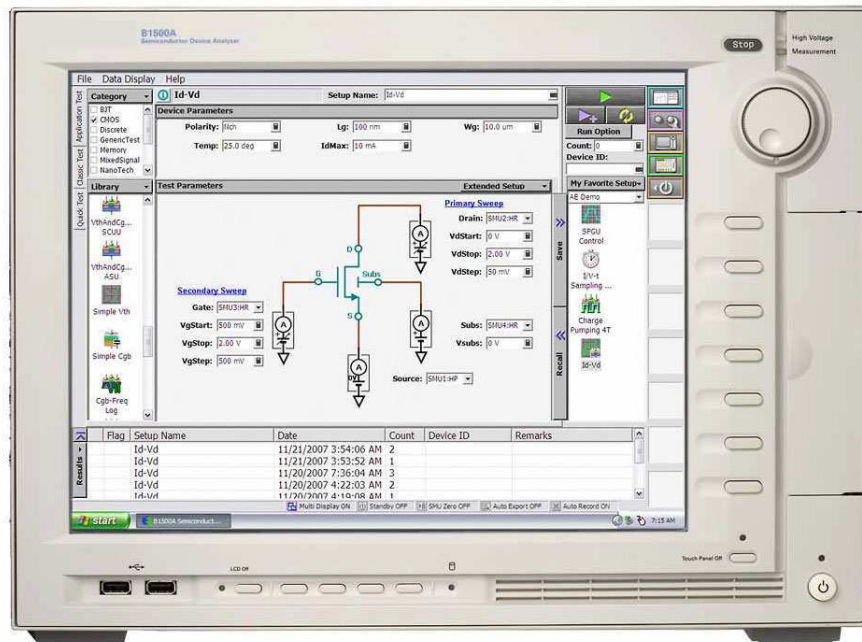 B1500A
Semiconductor Device Analyzer
Stop
High Voltage
Measurement
File Data Display Help
Category
BJT
CMOS
Discrete
GenericTest
Memory
MixedSignal
NanoTech
Application Test
Classic Test
Quick Test
Library
VthAndCg...
SCUU
VthAndCg...
ASU
Simple Vth
Simple Cgb
Cgb-Freq
Log
Id-Vd
Setup Name: Id-Vd
Device Parameters
Polarity: Nch
Lg: 100 nm
Wg: 10.0 um
Temp: 25.0 deg
IdMax: 10 mA
Test Parameters
Extended Setup
Primary Sweep
Drain: SMU2:HR
VdStart: 0 V
VdStop: 2.00 V
VdStep: 50 mV
Secondary Sweep
Gate: SMU3:HR
VgStart: 500 mV
VgStop: 2.00 V
VgStep: 500 mV
D
G
Subs
S
A
A
A
A
0V
Subs: SMU4:HR
Vsubs: 0 V
Source: SMU1:HP
Save
Recall
Run Option
Count: 0
Device ID:
My Favorite Setup
AE Demo
SPGU
Control
I/V-t
Sampling ...
Charge
Pumping 4T
Id-Vd
Results
Flag Setup Name Date Count Device ID Remarks
Id-Vd 11/21/2007 3:54:06 AM 2
Id-Vd 11/21/2007 3:53:52 AM 1
Id-Vd 11/20/2007 7:36:04 AM 3
Id-Vd 11/20/2007 4:22:03 AM 2
Id-Vd 11/20/2007 4:19:08 AM 1
Multi Display ON Standby OFF SMU Zero OFF Auto Export OFF Auto Record ON
start
B1500A Semiconduct...
7:15 AM
Touch Panel Off
LCD Off